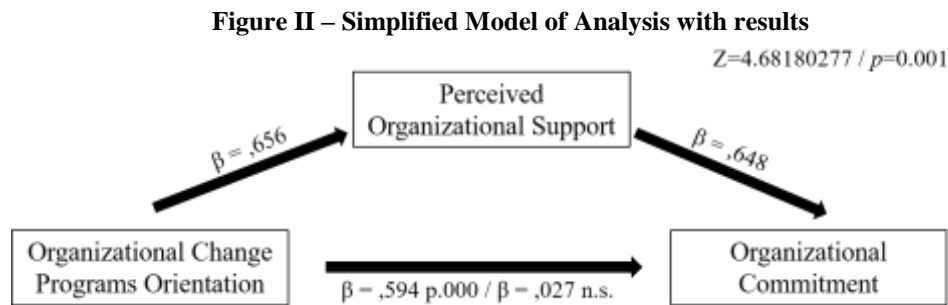 Figure II – Simplified Model of Analysis with results
Z=4.68180277 / p=0.001
Perceived
Organizational Support
β = ,656
β = ,648
Organizational Change
Programs Orientation
Organizational
Commitment
β = ,594 p.000 / β = ,027 n.s.